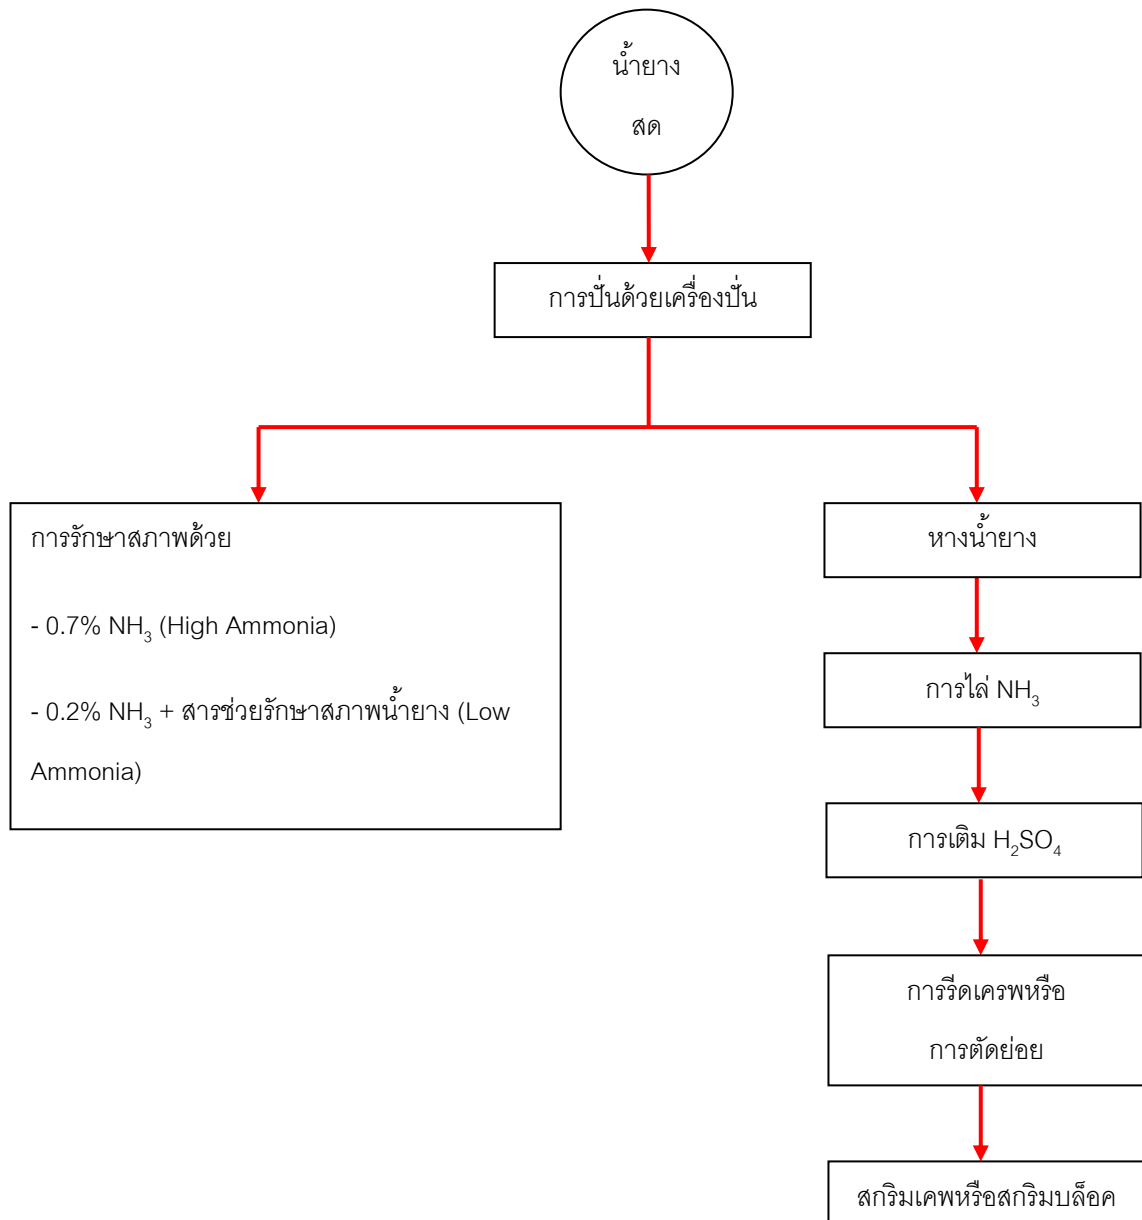 น้ำยาง
สด
การปั่นด้วยเครื่องปั่น
การรักษาสภาพด้วย
- 0.7% NH₃ (High Ammonia)
- 0.2% NH₃ + สารช่วยรักษาสภาพน้ำยาง (Low
Ammonia)
หางน้ำยาง
การไล่ NH₃
การเติม H₂SO₄
การรีดเครพหรือ
การตัดย่อย
สกริมเคพหรือสกริมบล็อค